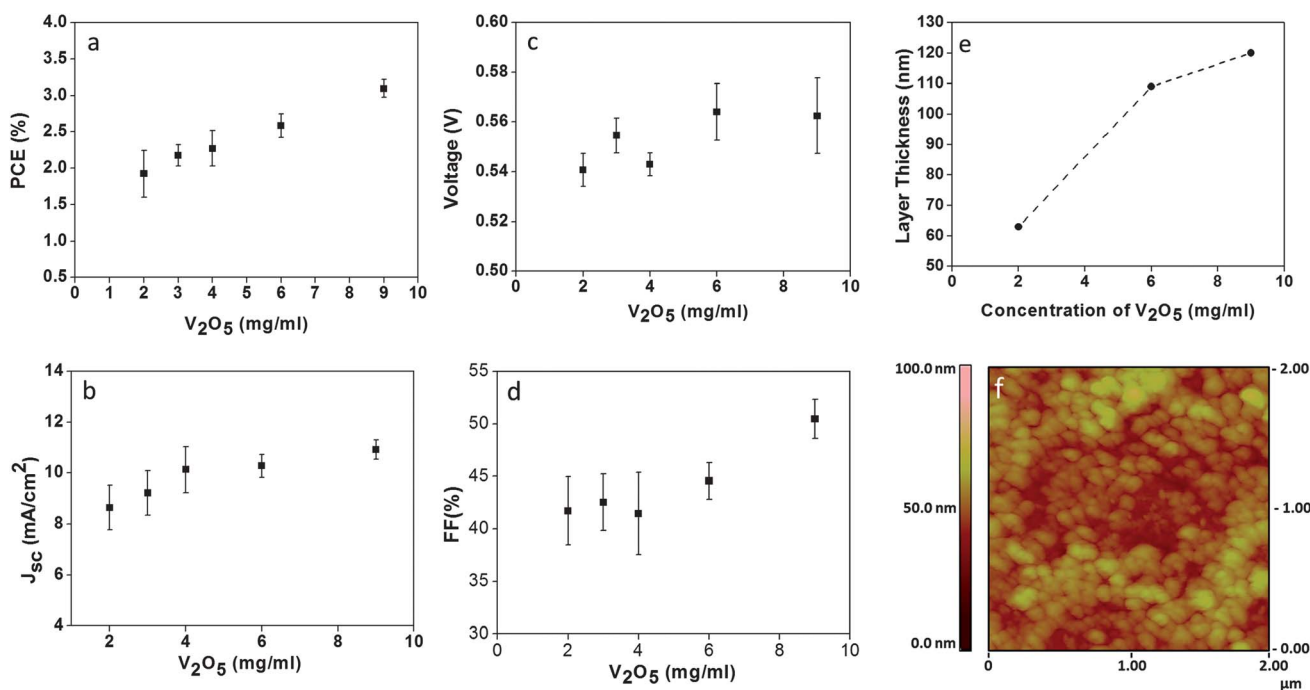 a
PCE (%)
4.0
3.5
3.0
2.5
2.0
1.5
1.0
0.5
0 1 2 3 4 5 6 7 8 9 10
V2O5 (mg/ml)
c
Voltage (V)
0.60
0.58
0.56
0.54
0.52
0.50
0 2 4 6 8 10
V2O5 (mg/ml)
e
Layer Thickness (nm)
130
120
110
100
90
80
70
60
50
0 2 4 6 8 10
Concentration of V2O5 (mg/ml)
b
JSC (mA/cm2)
14
12
10
8
6
4
2 4 6 8 10
V2O5 (mg/ml)
d
FF(%)
55
50
45
40
35
30
0 2 4 6 8 10
V2O5 (mg/ml)
f
100.0 nm
50.0 nm
0.0 nm
2.00
1.00
0.00
0 1.00 2.00
μm